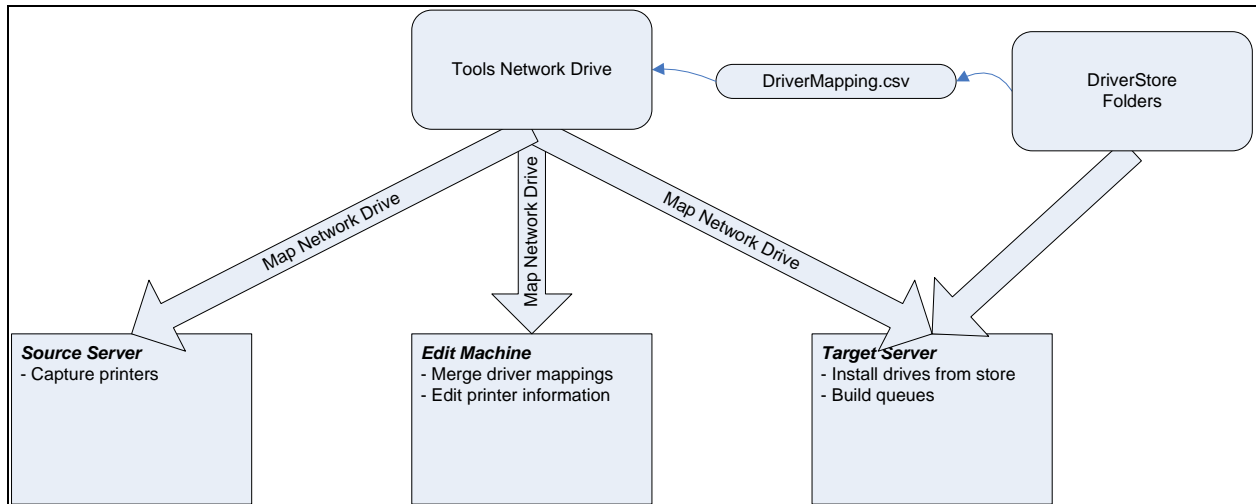 Tools Network Drive
DriverMapping.csv
DriverStore
Folders
Map Network Drive
Map Network Drive
Map Network Drive
Source Server
- Capture printers
Edit Machine
- Merge driver mappings
- Edit printer information
Target Server
- Install drives from store
- Build queues